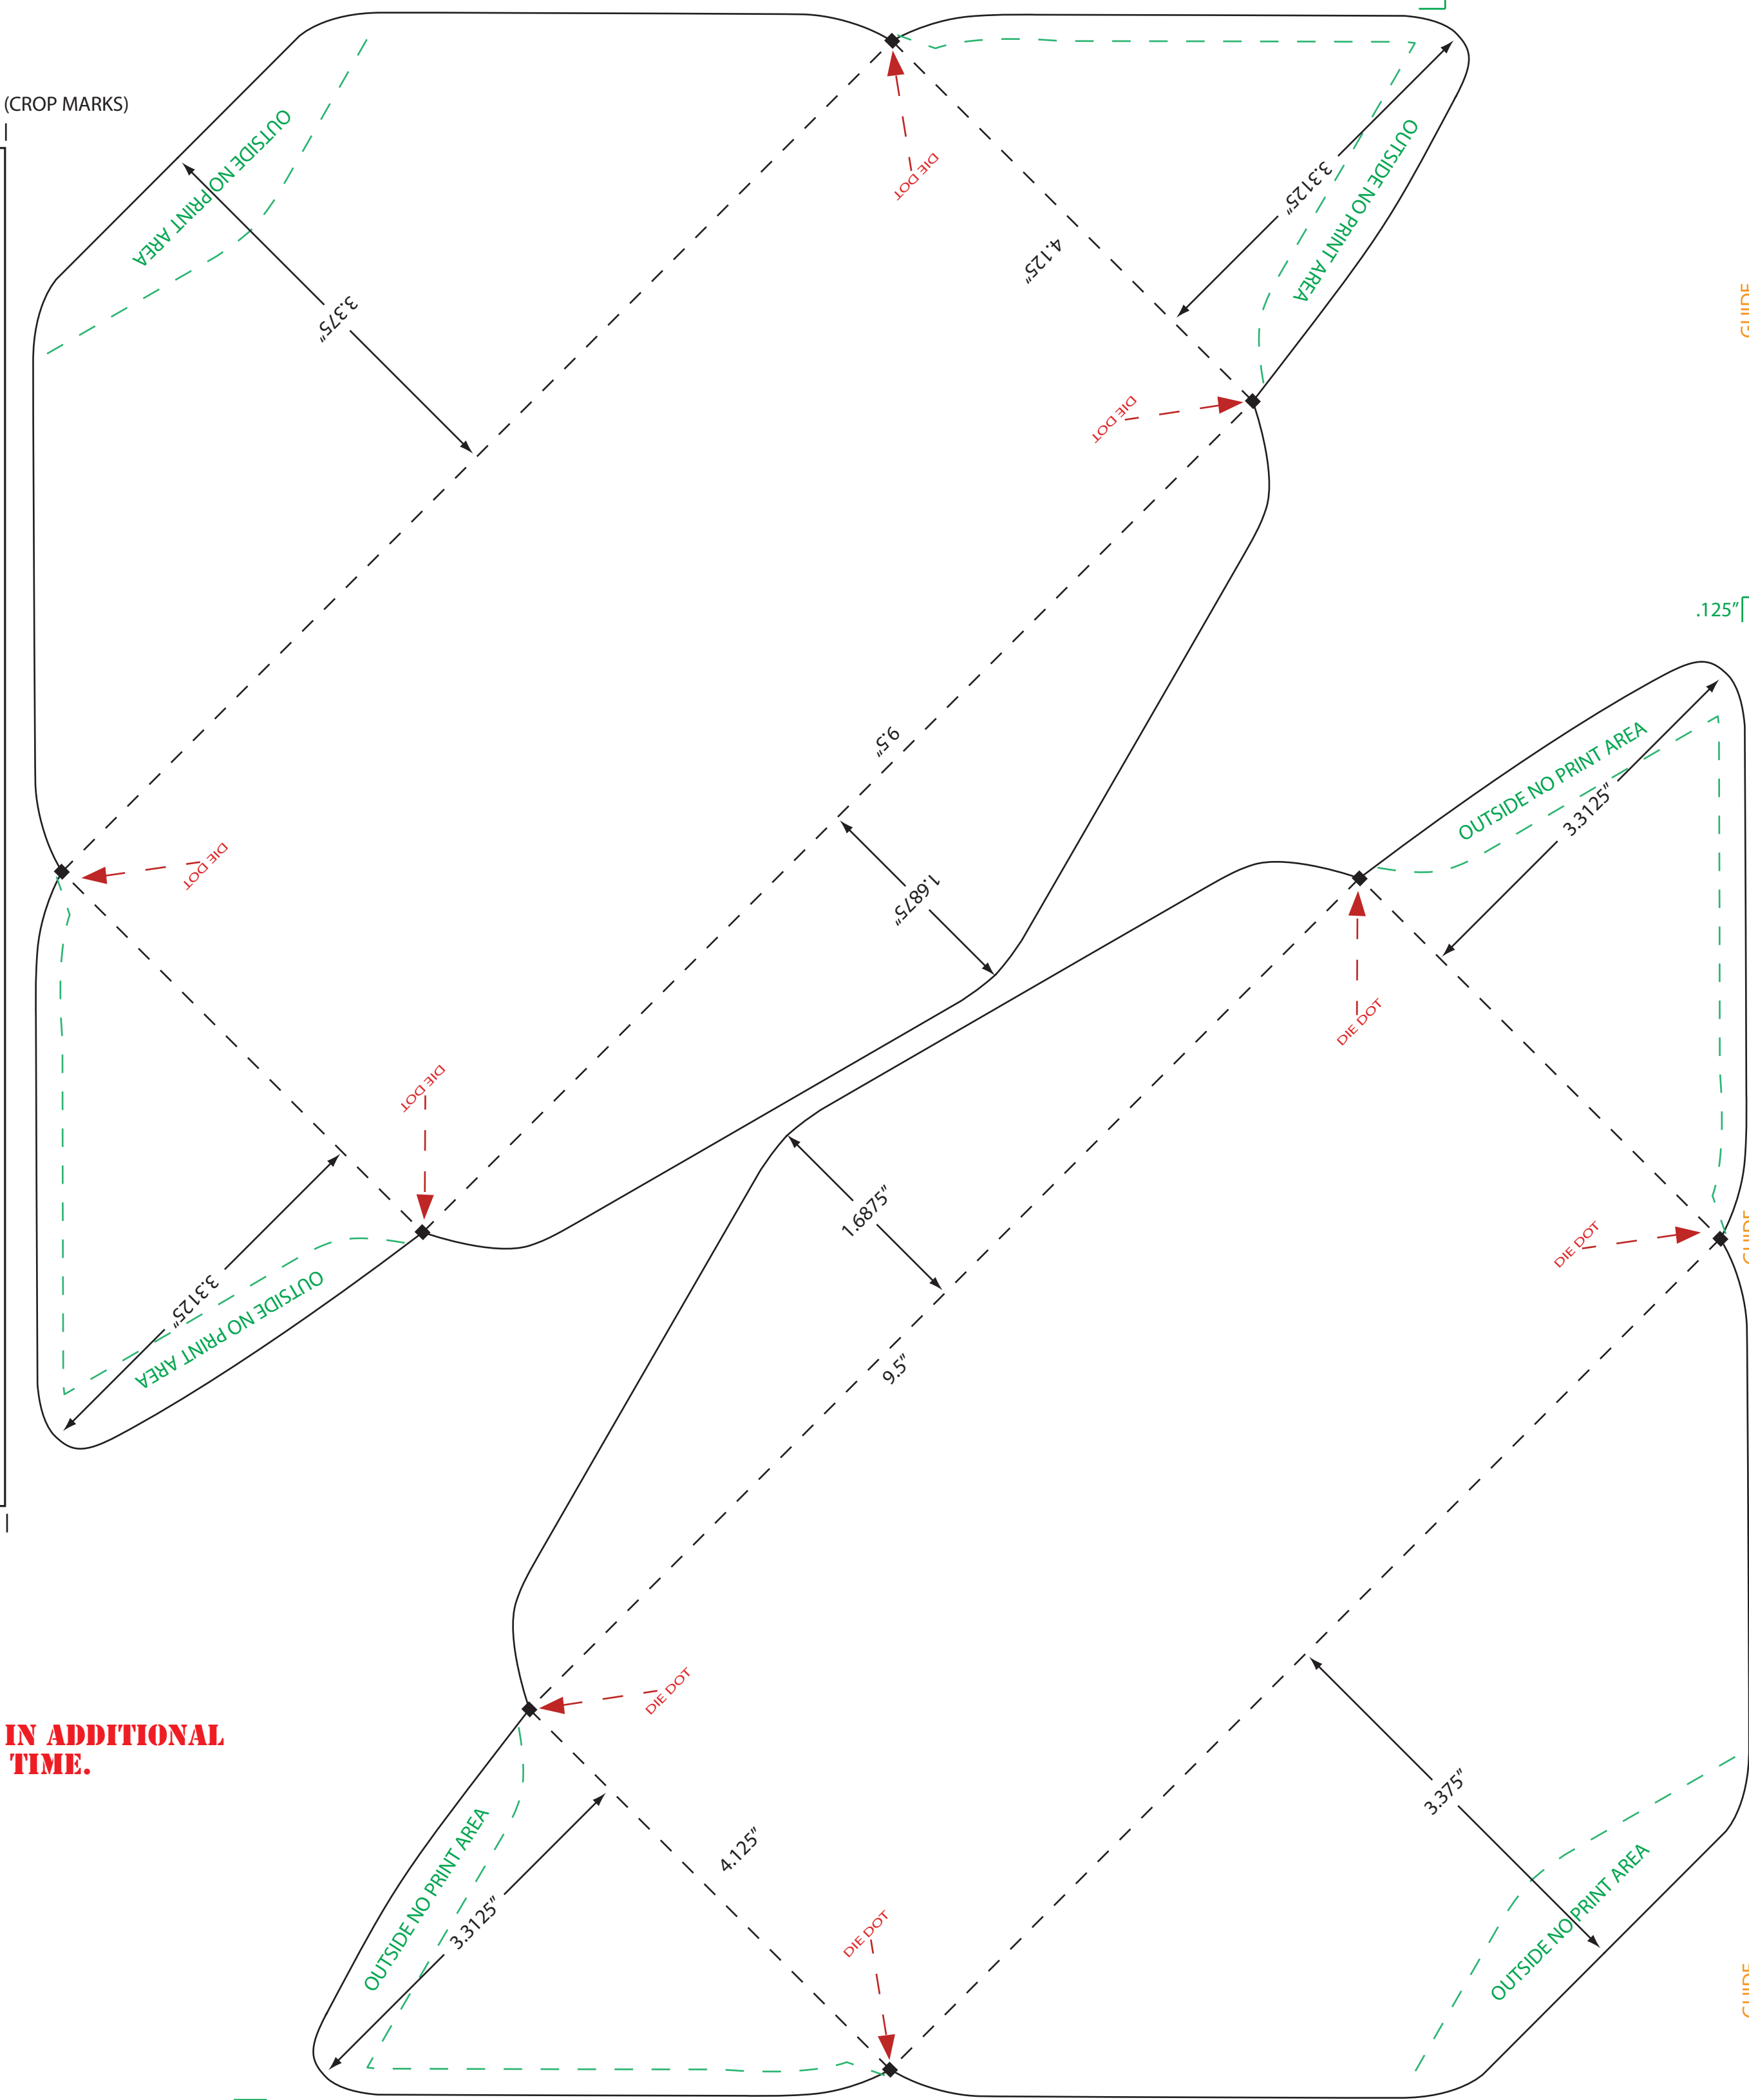 (CROP MARKS)
OUTSIDE NO PRINT AREA
3.375"
DIE DOT
4.125"
3.3125"
OUTSIDE NO PRINT AREA
GUIDE
DIE DOT
.125"
9.5"
1.6875"
DIE DOT
DIE DOT
3.3125"
OUTSIDE NO PRINT AREA
OUTSIDE NO PRINT AREA
3.3125"
DIE DOT
DIE DOT
GUIDE
1.6875"
9.5"
DIE DOT
IN ADDITIONAL
TIME.
OUTSIDE NO PRINT AREA
3.3125"
4.125"
DIE DOT
3.375"
OUTSIDE NO PRINT AREA
GUIDE